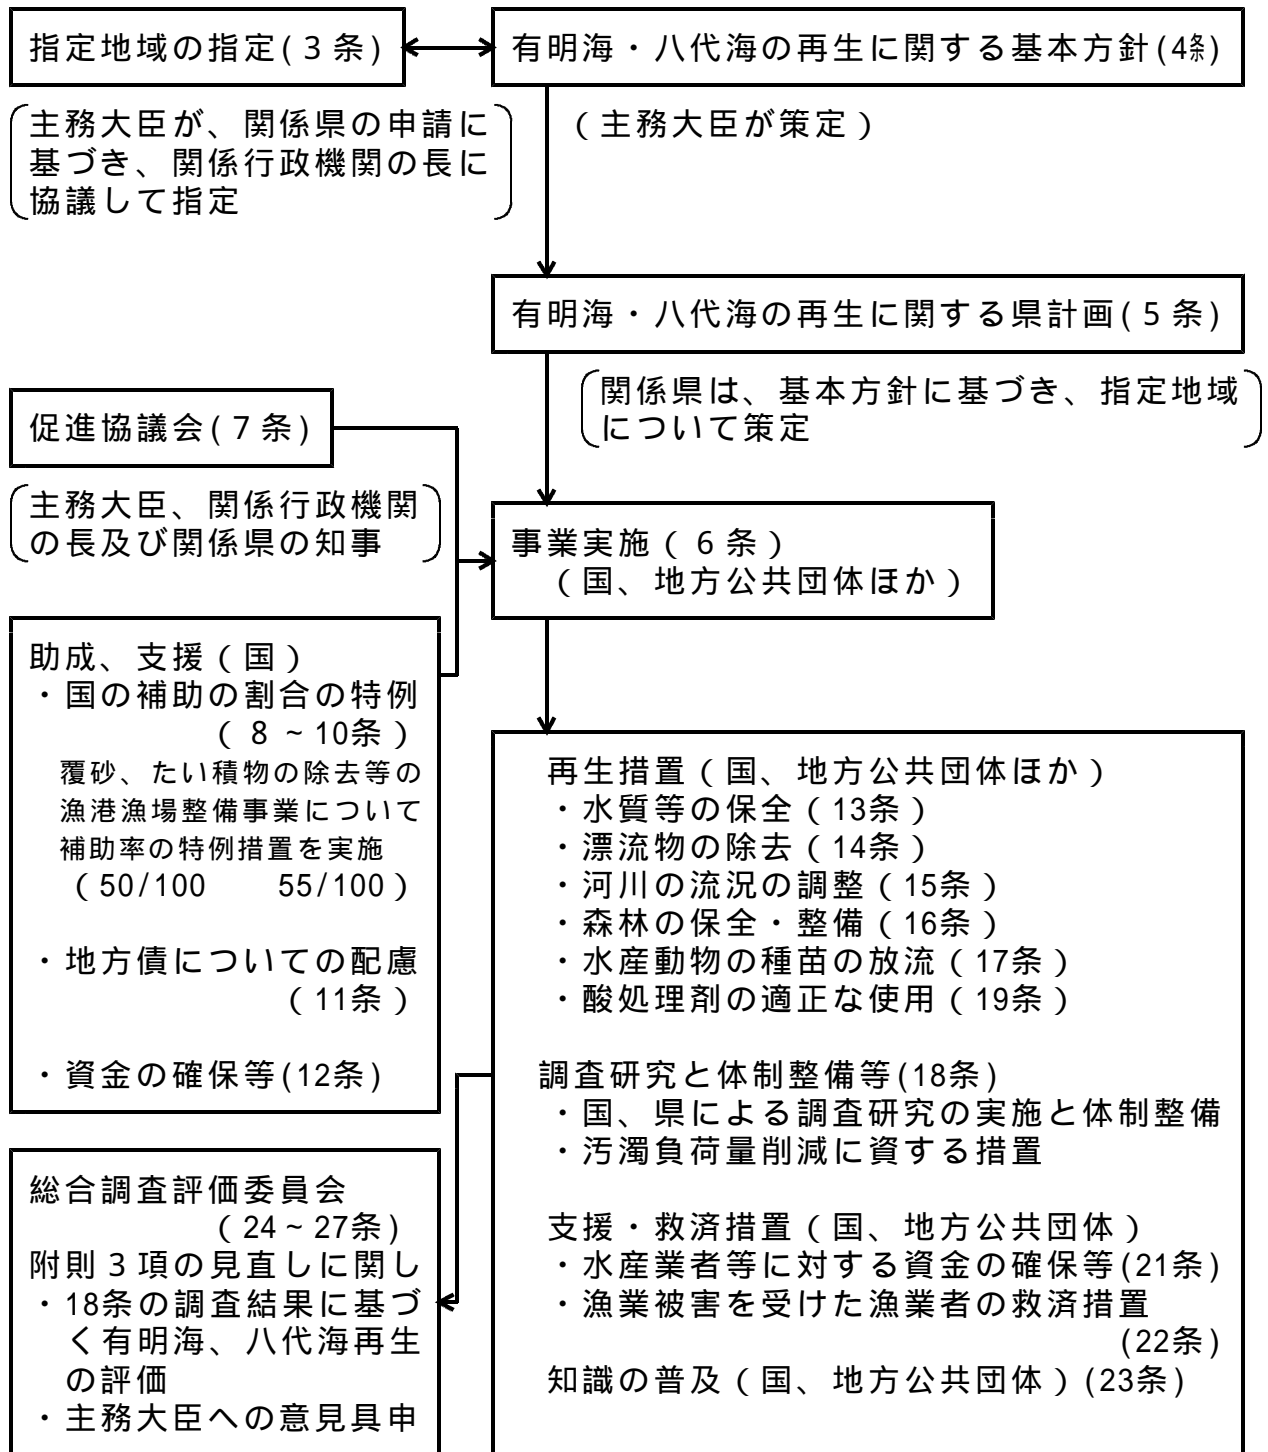 指定地域の指定(３条)
有明海・八代海の再生に関する基本方針(4条)
主務大臣が、関係県の申請に
基づき、関係行政機関の長に
協議して指定
（主務大臣が策定）
有明海・八代海の再生に関する県計画(５条)
関係県は、基本方針に基づき、指定地域
について策定
促進協議会(７条)
主務大臣、関係行政機関
の長及び関係県の知事
事業実施（６条）
（国、地方公共団体ほか）
助成、支援（国）
・国の補助の割合の特例
（８～10条）
覆砂、たい積物の除去等の
漁港漁場整備事業について
補助率の特例措置を実施
（50/100　　55/100）
・地方債についての配慮
（11条）
・資金の確保等(12条)
再生措置（国、地方公共団体ほか）
・水質等の保全（13条）
・漂流物の除去（14条）
・河川の流況の調整（15条）
・森林の保全・整備（16条）
・水産動物の種苗の放流（17条）
・酸処理剤の適正な使用（19条）
調査研究と体制整備等(18条)
・国、県による調査研究の実施と体制整備
・汚濁負荷量削減に資する措置
支援・救済措置（国、地方公共団体）
・水産業者等に対する資金の確保等(21条)
・漁業被害を受けた漁業者の救済措置
(22条)
知識の普及（国、地方公共団体）(23条)
総合調査評価委員会
（24～27条)
附則３項の見直しに関し
・18条の調査結果に基づ
く有明海、八代海再生
の評価
・主務大臣への意見具申